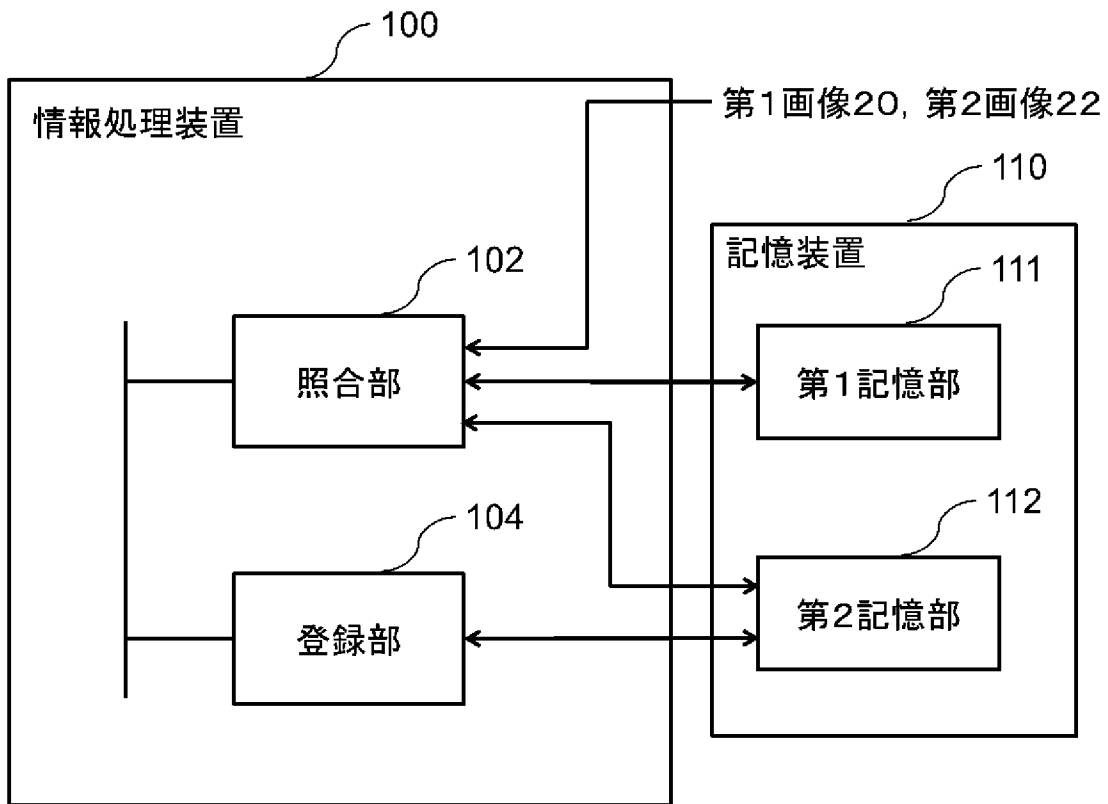 100
情報処理装置
第1画像20, 第2画像22
110
記憶装置
102
111
照合部
第1記憶部
104
112
登録部
第2記憶部